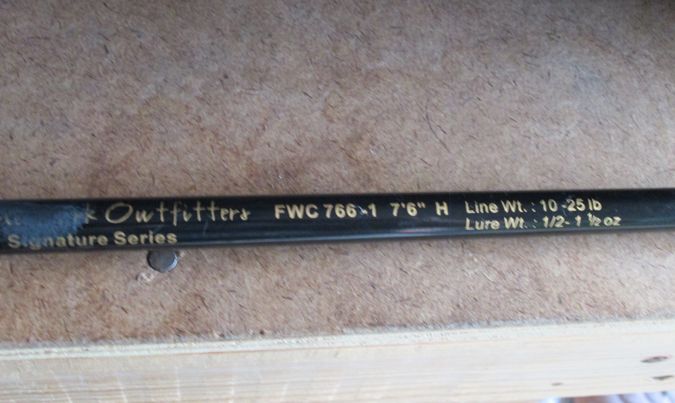 Outfitters FWC 766-1 7'6" H Line Wt.: 10-25 lb
Signature Series Lure Wt.: 1/2-1 1/2 oz